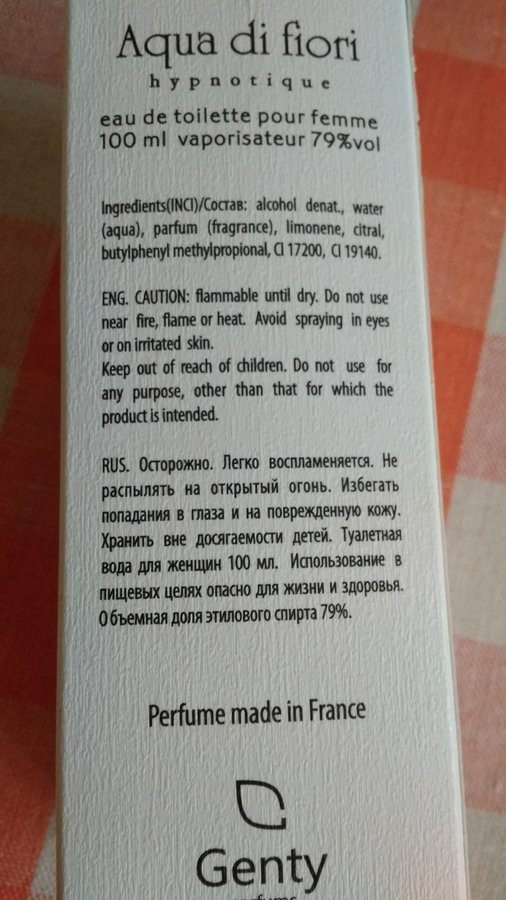 Aqua di fiori
hypnotique
eau de toilette pour femme
100 ml vaporisateur 79%vol
Ingredients(INCI)/Состав: alcohol denat., water
(aqua), parfum (fragrance), limonene, citral,
butylphenyl methylpropional, CI 17200, CI 19140.
ENG. CAUTION: flammable until dry. Do not use
near fire, flame or heat. Avoid spraying in eyes
or on irritated skin.
Keep out of reach of children. Do not use for
any purpose, other than that for which the
product is intended.
RUS. Осторожно. Легко воспламеняется. Не
распылять на открытый огонь. Избегать
попадания в глаза и на поврежденную кожу.
Хранить вне досягаемости детей. Туалетная
вода для женщин 100 мл. Использование в
пищевых целях опасно для жизни и здоровья.
Объемная доля этилового спирта 79%.
Perfume made in France
Genty